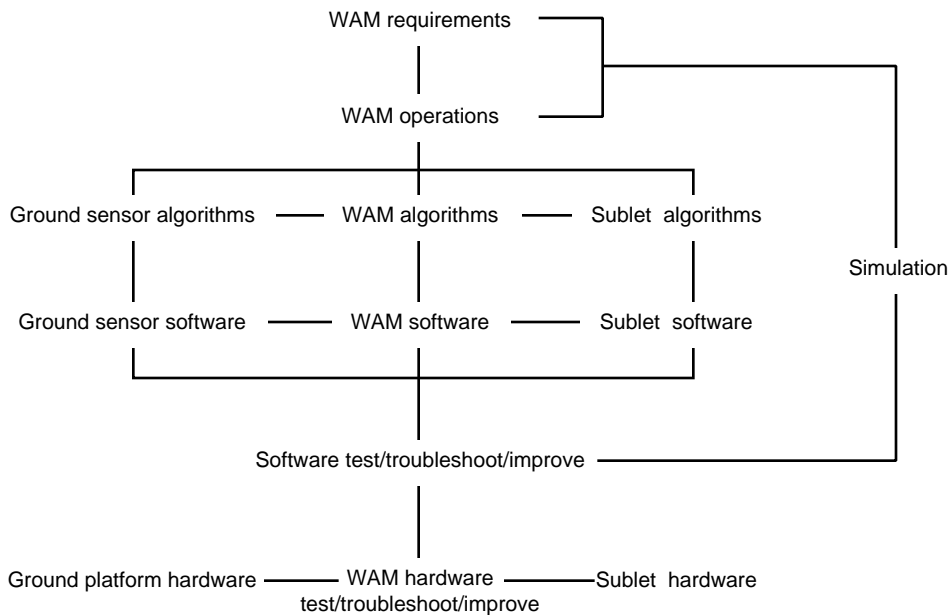 WAM requirements
WAM operations
Ground sensor algorithms
WAM algorithms
Sublet algorithms
Simulation
Ground sensor software
WAM software
Sublet software
Software test/troubleshoot/improve
Ground platform hardware
WAM hardware
test/troubleshoot/improve
Sublet hardware